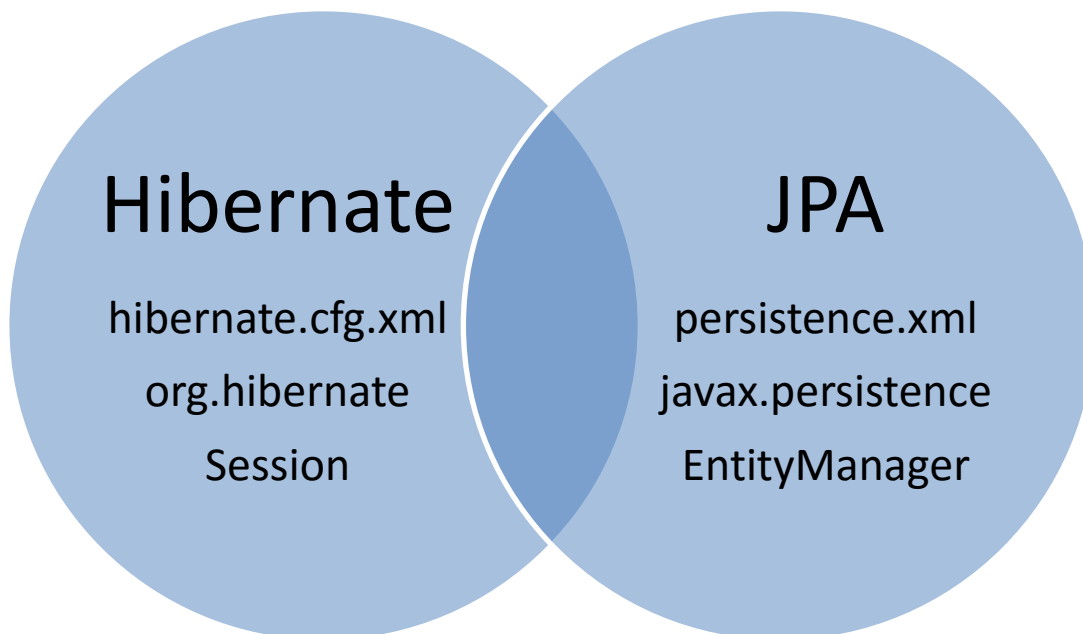 Hibernate
hibernate.cfg.xml
org.hibernate
Session
JPA
persistence.xml
javax.persistence
EntityManager